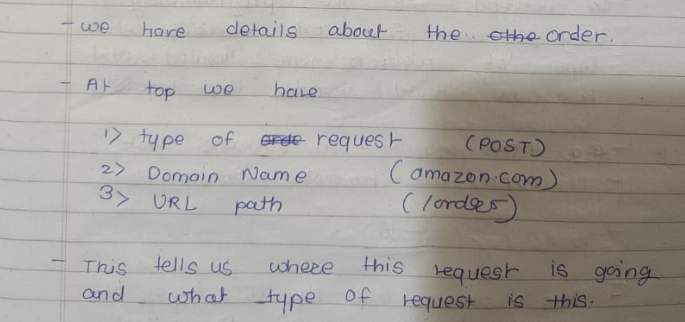 - we have details about the order.
- At top we have
1) type of request (POST)
2) Domain Name (amazon.com)
3) URL path (/orders)
- This tells us where this request is going
and what type of request is this.